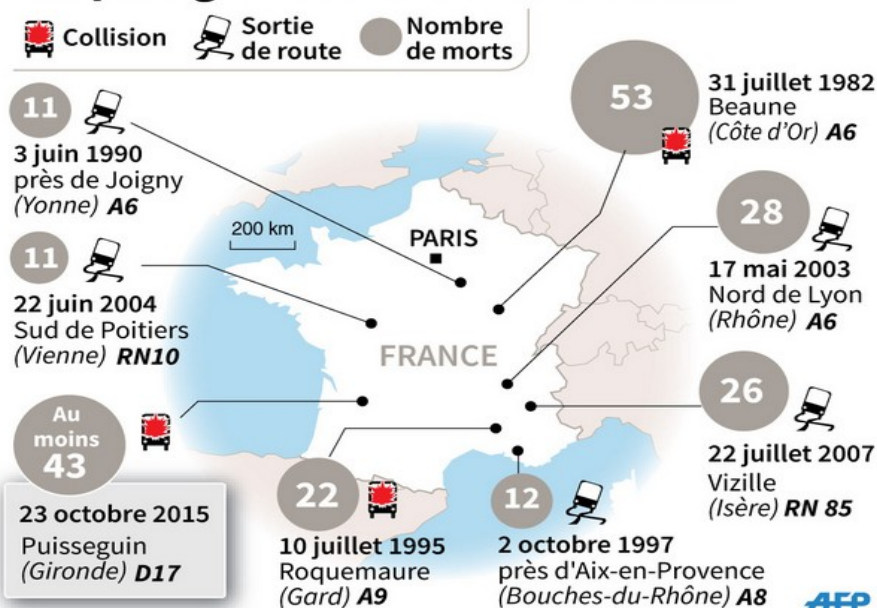 Collision
Sortie
de route
Nombre
de morts
11
3 juin 1990
près de Joigny
(Yonne) A6
11
22 juin 2004
Sud de Poitiers
(Vienne) RN10
Au
moins
43
23 octobre 2015
Puisseguin
(Gironde) D17
200 km
PARIS
FRANCE
53
31 juillet 1982
Beaune
(Côte d'Or) A6
28
17 mai 2003
Nord de Lyon
(Rhône) A6
26
22 juillet 2007
Vizille
(Isère) RN 85
22
10 juillet 1995
Roquemaure
(Gard) A9
12
2 octobre 1997
près d'Aix-en-Provence
(Bouches-du-Rhône) A8
AFP